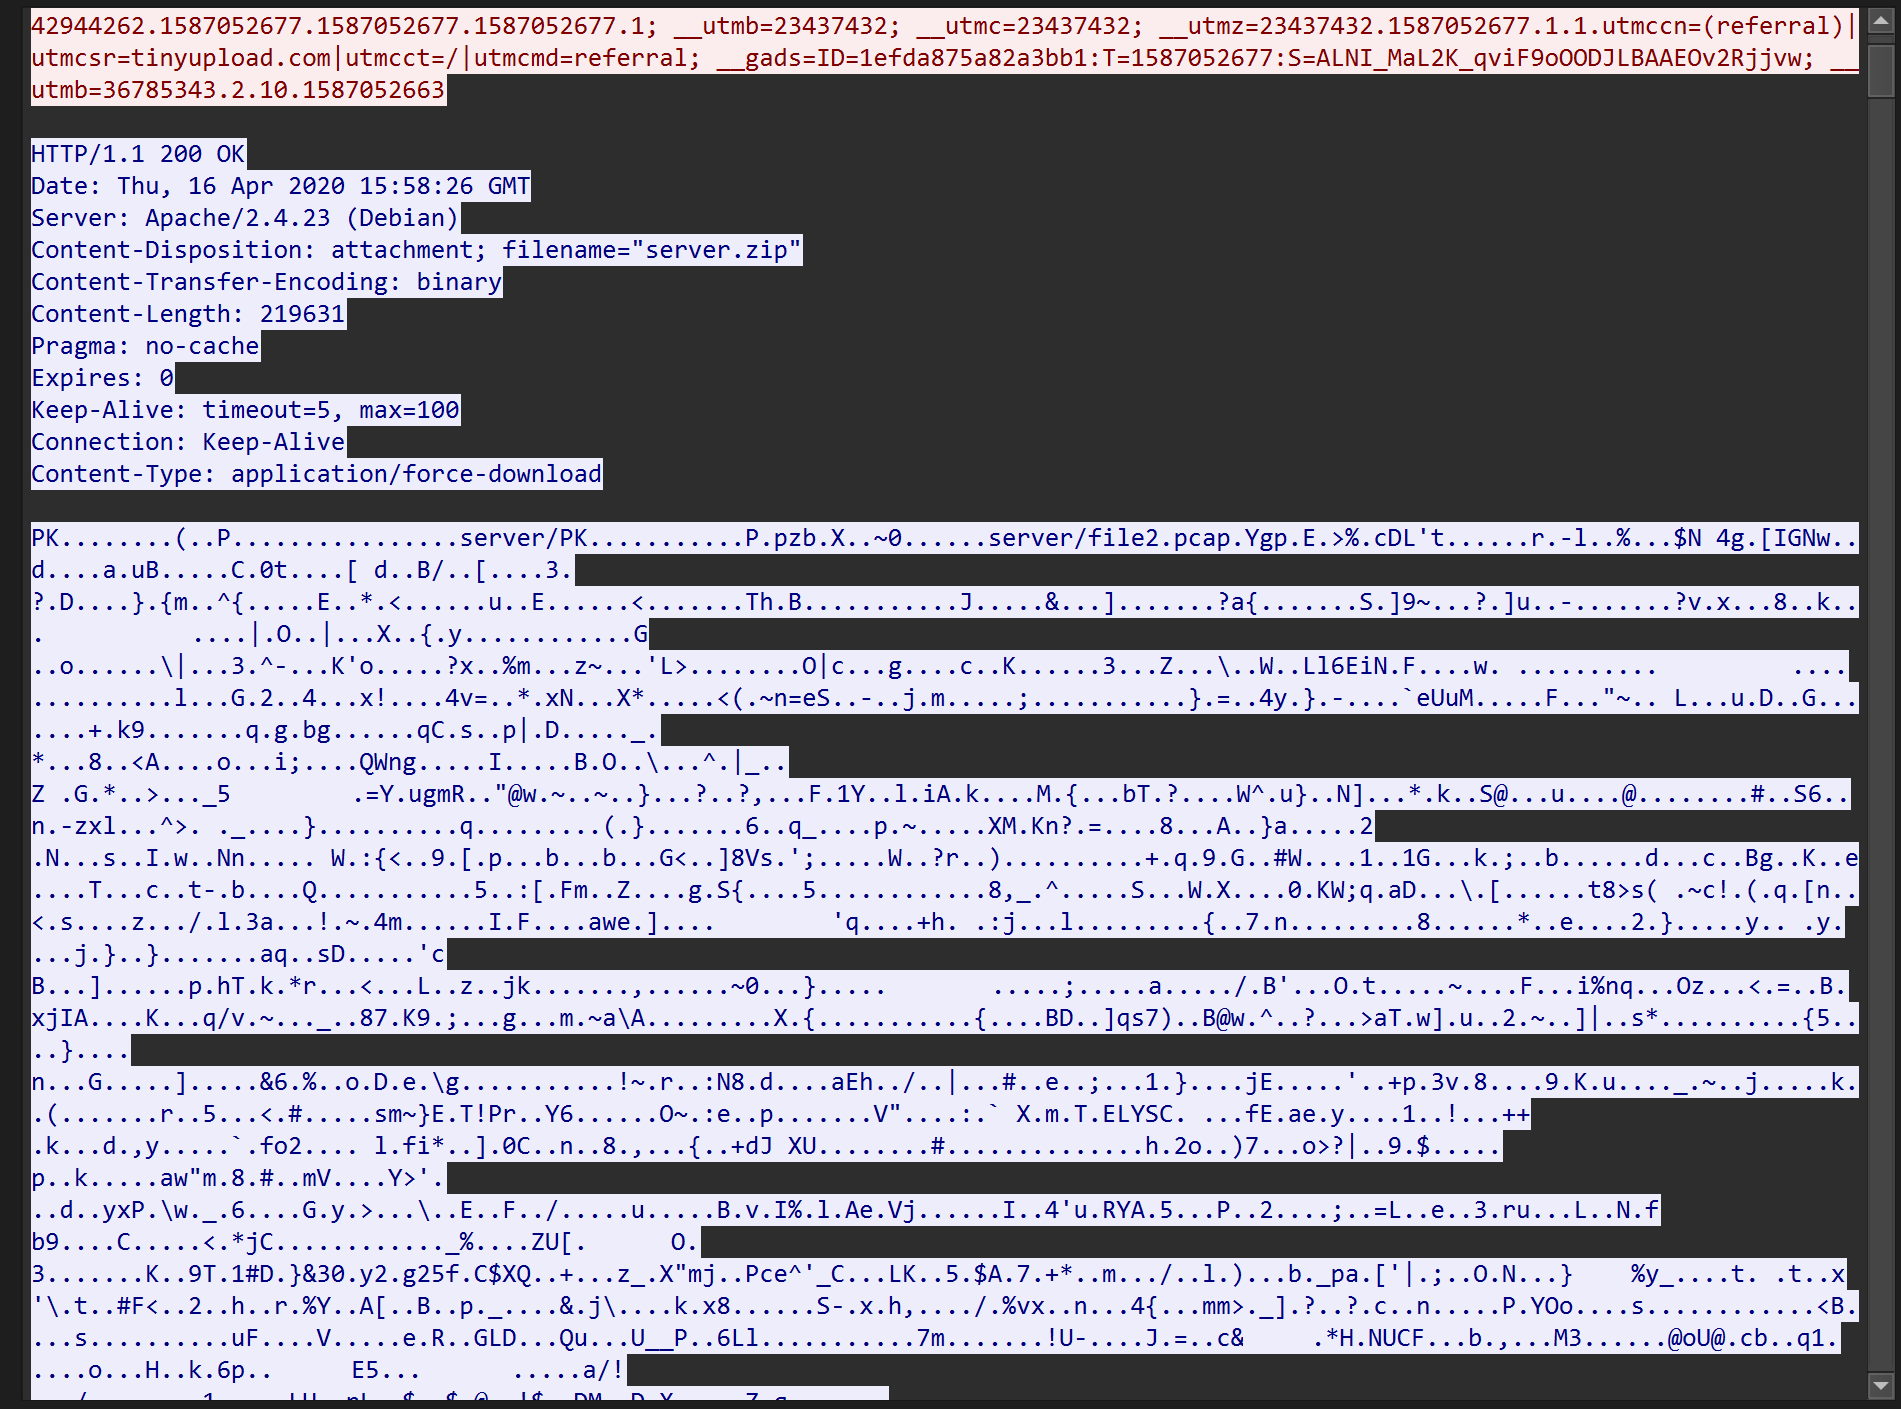 42944262.1587052677.1587052677.1587052677.1; __utmb=23437432; __utmc=23437432; __utmz=23437432.1587052677.1.1.utmccn=(referral)|
utmcsr=tinyupload.com|utmcct=/|utmcmd=referral; __gads=ID=1efda875a82a3bb1:T=1587052677:S=ALNI_MaL2K_qviF9oOODJLBAAEOv2Rjjvw; __
utmb=36785343.2.10.1587052663
HTTP/1.1 200 OK
Date: Thu, 16 Apr 2020 15:58:26 GMT
Server: Apache/2.4.23 (Debian)
Content-Disposition: attachment; filename="server.zip"
Content-Transfer-Encoding: binary
Content-Length: 219631
Pragma: no-cache
Expires: 0
Keep-Alive: timeout=5, max=100
Connection: Keep-Alive
Content-Type: application/force-download
PK........(..P................server/PK...........P.pzb.X..~0......server/file2.pcap.Ygp.E.>%.cDL't......r.-l..%...$N 4g.[IGNw..
d....a.uB.....C.0t....[ d..B/..[....3.
?.D....}.{m..^{.....E..*.<......u..E......<.......Th.B...........J.....&...].......?a{.......S.]9~...?.]u..-.......?v.x...8..k..
. ....|.O..|...X..{.y............G
..o......\|...3.^-...K'o.....?x..%m...z~...'L>........O|c...g....c..K......3...Z...\..W..Ll6EiN.F....w. .......... ....
..........l...G.2..4...x!....4v=..*.xN...X*.....<(.~n=eS..-..j.m.....;...........}.=..4y.}.-....`eUuM.....F..."~.. L...u.D..G...
....+.k9.......q.g.bg......qC.s..p|.D....._.
*...8..<A....o...i;....QWng.....I.....B.O..\...^.|_..
Z .G.*..>..._5 .=Y.ugmR.."@w.~..~..}...?..?,...F.1Y..l.iA.k....M.{...bT.?....W^.u}..N]...*.k..S@...u....@........#..S6..
n.-zxl...^>. ._....}..........q.........(.}.......6..q_....p.~.....XM.Kn?.=....8...A..}a.....2
.N...s..I.w..Nn..... W.:{<..9.[.p...b...b...G<..]8Vs.';.....W..?r..)..........+.q.9.G..#W....1..1G...k.;..b......d...c..Bg..K..e
....T...c..t-.b....Q...........5..:[.Fm..Z....g.S{....5............8,_.^.....S...W.X....0.KW;q.aD...\.[......t8>s( .~c!.(.q.[n..
<.s....z.../.l.3a...!.~.4m......I.F....awe.].... 'q....+h. .:j...l.........{..7.n.........8......*..e....2.}.....y.. .y.
...j.}..}.......aq..sD.....'c
B...]......p.hT.k.*r...<...L..z..jk.......,......~0...}..... .....;.....a...../.B'...O.t.....~....F...i%nq...Oz...<.=..B.
xjIA....K...q/v.~..._..87.K9.;...g...m.~a\A.........X.{...........{....BD..]qs7)..B@w.^..?...>aT.w].u..2.~..]|..s*..........{5..
..}....
n...G.....].....&6.%..o.D.e.\g...........!~.r..:N8.d....aEh../..|...#..e..;...1.}....jE.....'..+p.3v.8....9.K.u...._.~..j.....k.
.(.......r..5...<.#.....sm~}E.T!Pr..Y6......O~.:e..p.......V"....:.` X.m.T.ELYSC. ...fE.ae.y....1..!...++
.k...d.,y.....`.fo2.... l.fi*..].0C..n..8.,...{..+dJ XU........#..............h.2o..)7...o>?|..9.$.....
p..k.....aw"m.8.#..mV....Y>'.
..d..yxP.\w._.6....G.y.>...\..E..F../.....u.....B.v.I%.l.Ae.Vj......I..4'u.RYA.5...P..2....;..=L..e..3.ru...L..N.f
b9....C.....<.*jC............_%....ZU[. O.
3.......K..9T.1#D.}&30.y2.g25f.C$XQ..+...z_.X"mj..Pce^'_C...LK..5.$A.7.+*..m.../..l.)...b._pa.['|.;..O.N...} %y_....t. .t..x
'\.t..#F<..2..h..r.%Y..A[..B..p._....&.j\....k.x8......S-.x.h,..../.%vx..n...4{...mm>._].?..?.c..n.....P.YOo....s............<B.
...s..........uF....V.....e.R..GLD...Qu...U__P..6Ll...........7m.......!U-....J.=..c& .*H.NUCF...b.,...M3......@oU@.cb..q1.
....o...H..k.6p.. E5... .....a/!